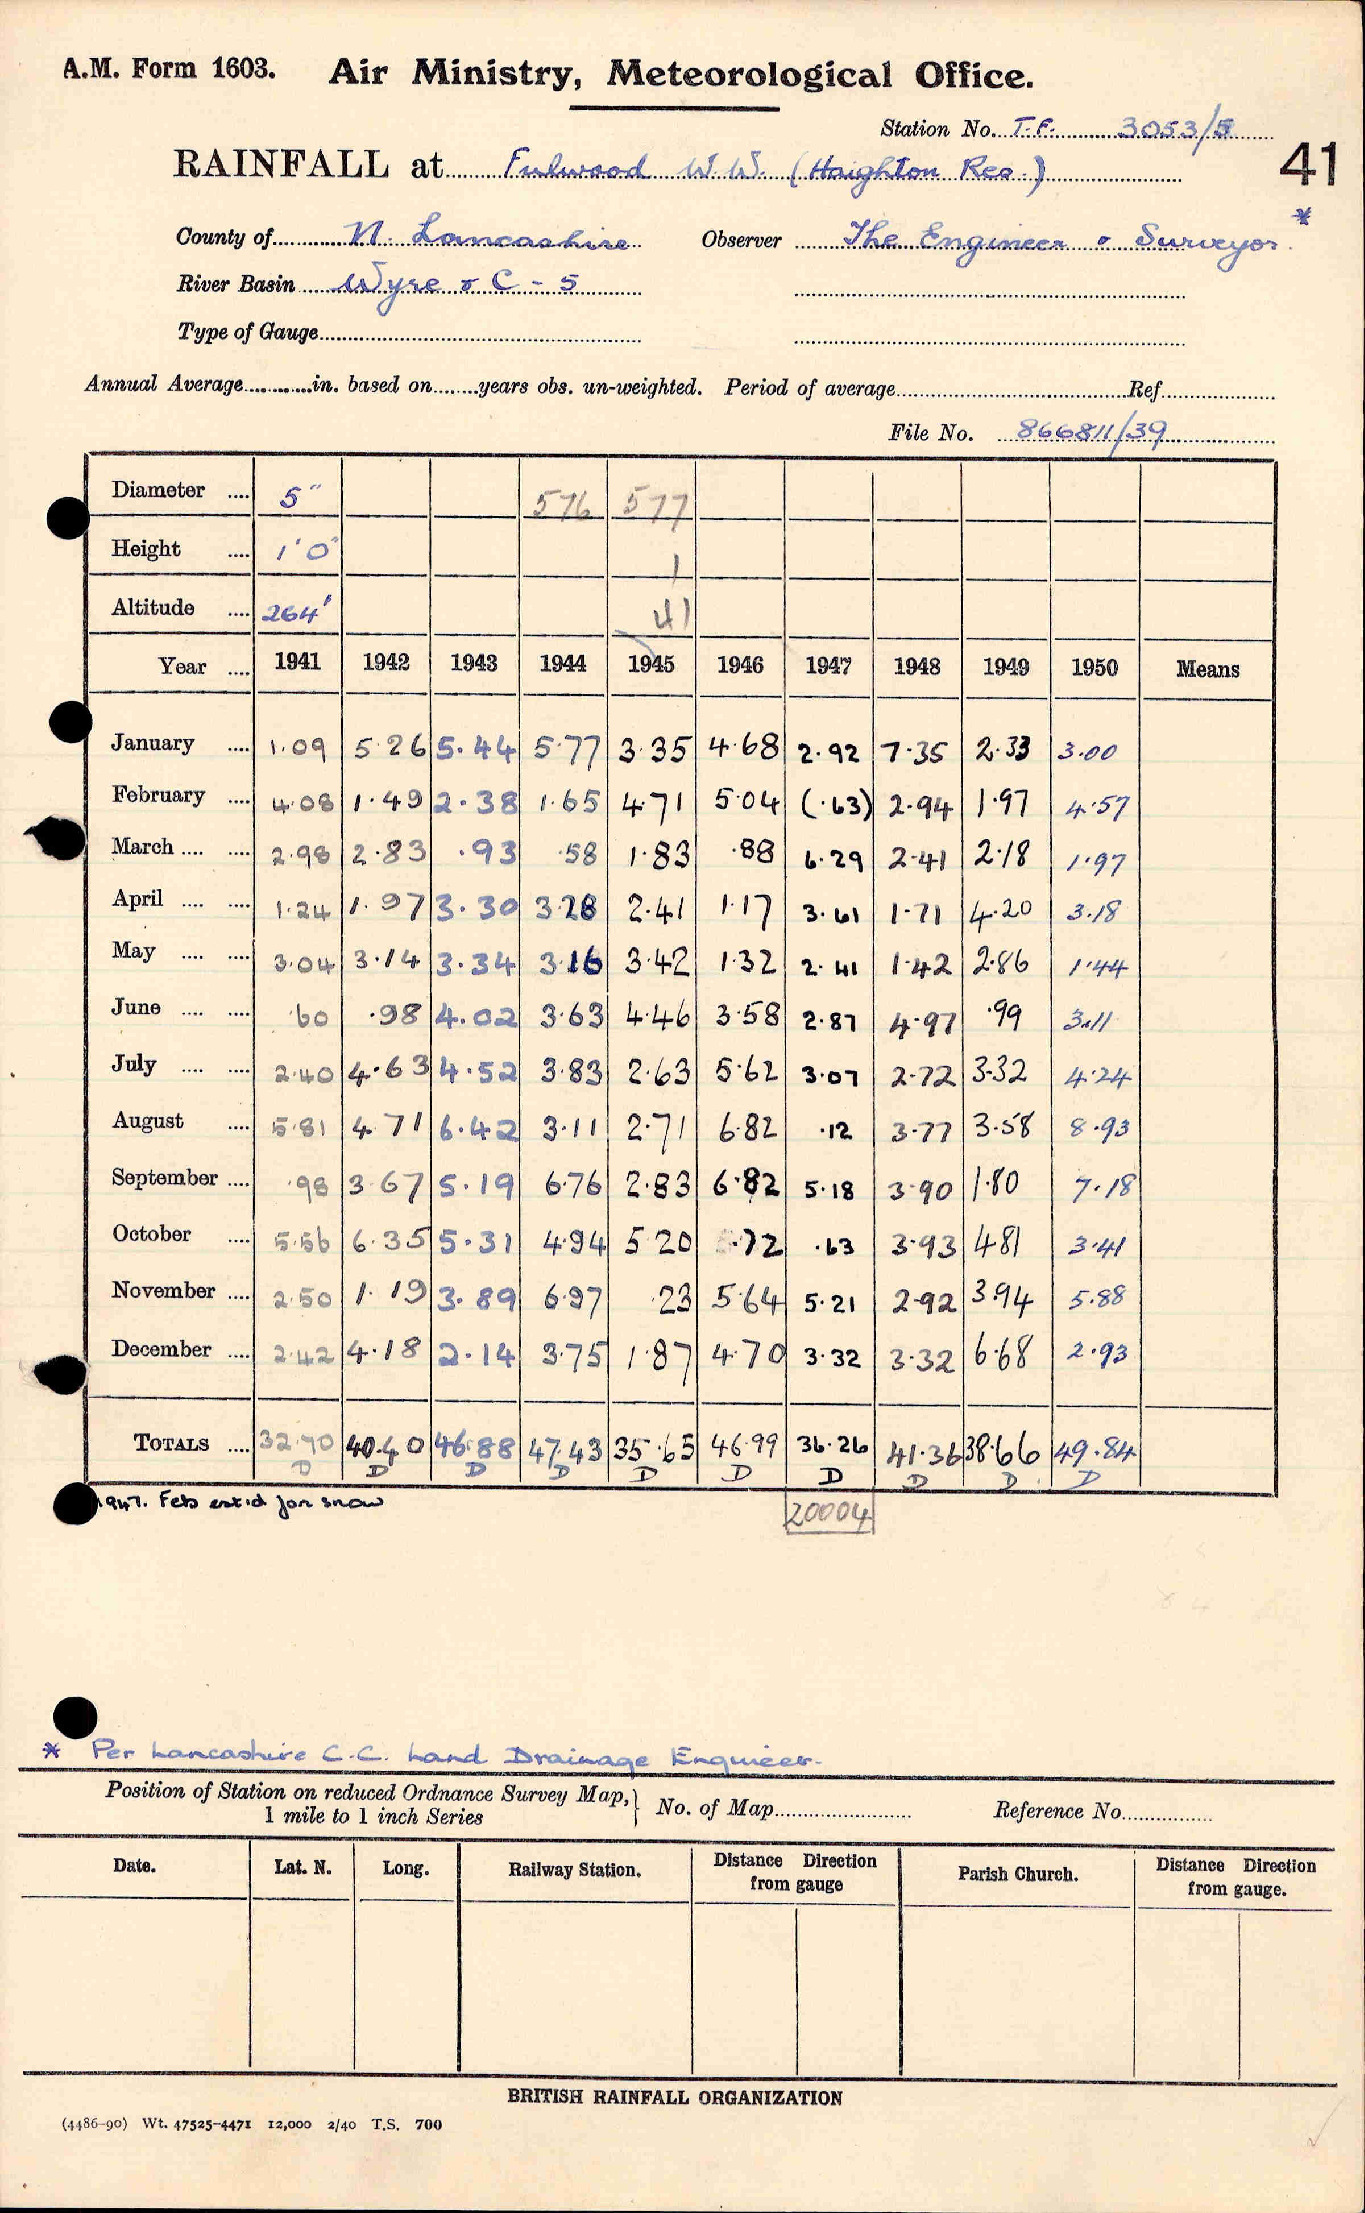 A.M. Form 1603. Air Ministry, Meteorological Office.
Station No. T.F. 3053/5
RAINFALL at Fulwood W.W. (Haighton Res.) 41
County of N. Lancashire Observer The Engineer & Surveyor *
River Basin Wyre & C - 5
Type of Gauge
Annual Average in. based on years obs. un-weighted. Period of average Ref.
File No. 866811/39
Diameter .... 5" 576 577
Height .... 1'0" 1
Altitude .... 264' 41
Year .... 1941 1942 1943 1944 1945 1946 1947 1948 1949 1950 Means
January .... 1.09 5.26 5.44 5.77 3.35 4.68 2.92 7.35 2.33 3.00
February .... 4.08 1.49 2.38 1.65 4.71 5.04 (.63) 2.94 1.97 4.57
March .... .... 2.98 2.83 .93 .58 1.83 .88 6.29 2.41 2.18 1.97
April .... .... 1.24 1.97 3.30 3.28 2.41 1.17 3.61 1.71 4.20 3.18
May .... .... 3.04 3.14 3.34 3.16 3.42 1.32 2.41 1.42 2.86 1.44
June .... .... .60 .98 4.02 3.63 4.46 3.58 2.87 4.97 .99 3.11
July .... .... 2.40 4.63 4.52 3.83 2.63 5.62 3.07 2.72 3.32 4.24
August .... 5.81 4.71 6.42 3.11 2.71 6.82 .12 3.77 3.58 8.93
September .... .98 3.67 5.19 6.76 2.83 6.82 5.18 3.90 1.80 7.18
October .... 5.56 6.35 5.31 4.94 5.20 .72 .63 3.93 4.81 3.41
November .... 2.50 1.19 3.89 6.97 .23 5.64 5.21 2.92 3.94 5.88
December .... 2.42 4.18 2.14 3.75 1.87 4.70 3.32 3.32 6.68 2.93
TOTALS .... 32.70 40.40 46.88 47.43 35.65 46.99 36.26 41.36 38.66 49.84
D D D D D D D D D D
1947. Feb est'd for snow 20004
* Per Lancashire C.C. Land Drainage Engineer.
Position of Station on reduced Ordnance Survey Map, 1 mile to 1 inch Series No. of Map Reference No.
Date. Lat. N. Long. Railway Station. Distance Direction from gauge Parish Church. Distance Direction from gauge.
BRITISH RAINFALL ORGANIZATION
(4486-90) Wt. 47525-4471 12,000 2/40 T.S. 700